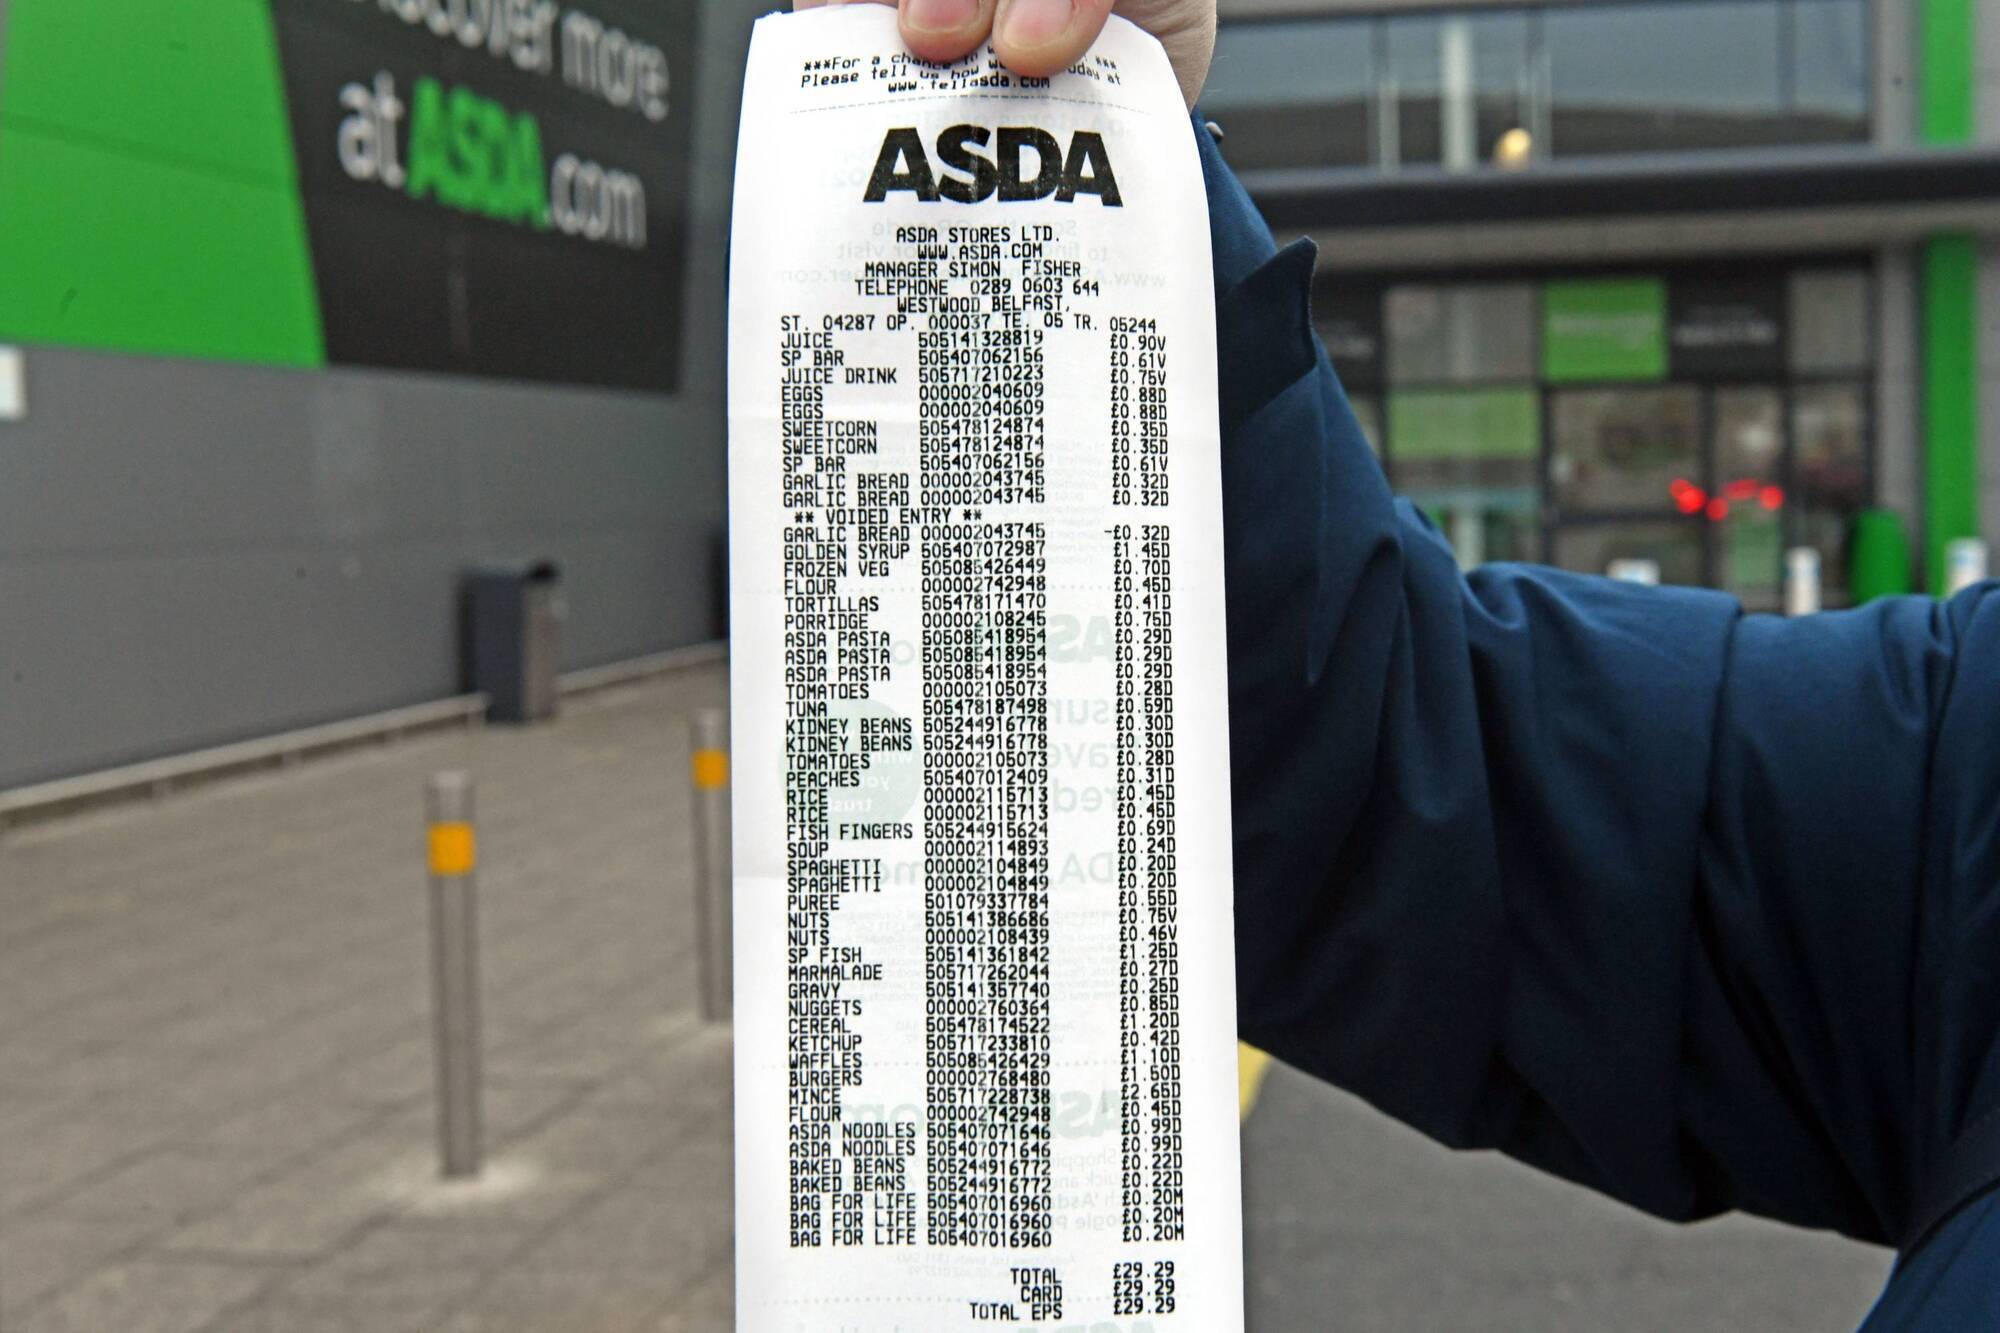 more
at ASDA.com
***For a chance
Please tell us how at
www.tellasda.com
ASDA
ASDA STORES LTD.
WWW.ASDA.COM
MANAGER SIMON FISHER
TELEPHONE 0289 0603 644
WESTWOOD BELFAST,
ST. 04287 OP. 000037 TE. 05 TR. 05244
JUICE 505141328819 £0.90V
SP BAR 505407062156 £0.61V
JUICE DRINK 505717210223 £0.75V
EGGS 000002040609 £0.88D
EGGS 000002040609 £0.88D
SWEETCORN 505478124874 £0.35D
SWEETCORN 505478124874 £0.35D
SP BAR 505407062156 £0.61V
GARLIC BREAD 000002043745 £0.32D
GARLIC BREAD 000002043745 £0.32D
** VOIDED ENTRY **
GARLIC BREAD 000002043745 -£0.32D
GOLDEN SYRUP 505407072987 £1.45D
FROZEN VEG 505085426449 £0.70D
FLOUR 000002742948 £0.45D
TORTILLAS 505478171470 £0.41D
PORRIDGE 000002108245 £0.75D
ASDA PASTA 505085418954 £0.29D
ASDA PASTA 505085418954 £0.29D
ASDA PASTA 505085418954 £0.29D
TOMATOES 000002105073 £0.28D
TUNA 505478187498 £0.59D
KIDNEY BEANS 505244916778 £0.30D
KIDNEY BEANS 505244916778 £0.30D
TOMATOES 000002105073 £0.28D
PEACHES 505407012409 £0.31D
RICE 000002115713 £0.45D
RICE 000002115713 £0.45D
FISH FINGERS 505244915624 £0.69D
SOUP 000002114893 £0.24D
SPAGHETTI 000002104849 £0.20D
SPAGHETTI 000002104849 £0.20D
PUREE 501079337784 £0.55D
NUTS 505141386686 £0.75V
NUTS 000002108439 £0.46V
SP FISH 505141361842 £1.25D
MARMALADE 505717262044 £0.27D
GRAVY 505141357740 £0.25D
NUGGETS 000002760364 £0.85D
CEREAL 505478174522 £1.20D
KETCHUP 505717233810 £0.42D
WAFFLES 505085426429 £1.10D
BURGERS 000002768480 £1.50D
MINCE 505717228738 £2.65D
FLOUR 000002742948 £0.45D
ASDA NOODLES 505407071646 £0.99D
ASDA NOODLES 505407071646 £0.99D
BAKED BEANS 505244916772 £0.22D
BAKED BEANS 505244916772 £0.22D
BAG FOR LIFE 505407016960 £0.20M
BAG FOR LIFE 505407016960 £0.20M
BAG FOR LIFE 505407016960 £0.20M
TOTAL £29.29
CARD £29.29
TOTAL EPS £29.29